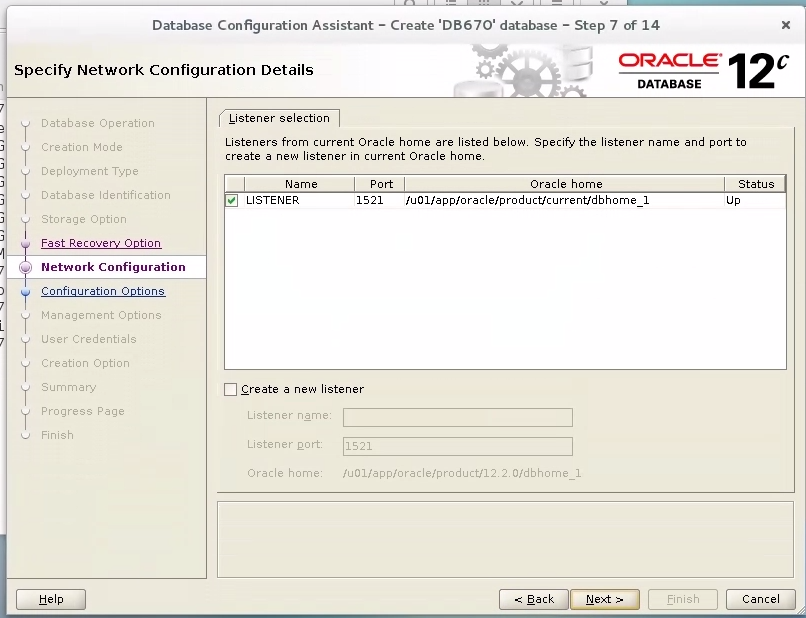 Database Configuration Assistant - Create 'DB670' database - Step 7 of 14
Specify Network Configuration Details
ORACLE®
DATABASE 12c
Database Operation
Creation Mode
Deployment Type
Database Identification
Storage Option
Fast Recovery Option
Network Configuration
Configuration Options
Management Options
User Credentials
Creation Option
Summary
Progress Page
Finish
Listener selection
Listeners from current Oracle home are listed below. Specify the listener name and port to
create a new listener in current Oracle home.
Name Port Oracle home Status
LISTENER 1521 /u01/app/oracle/product/current/dbhome_1 Up
Create a new listener
Listener name:
Listener port: 1521
Oracle home: /u01/app/oracle/product/12.2.0/dbhome_1
Help < Back Next > Finish Cancel